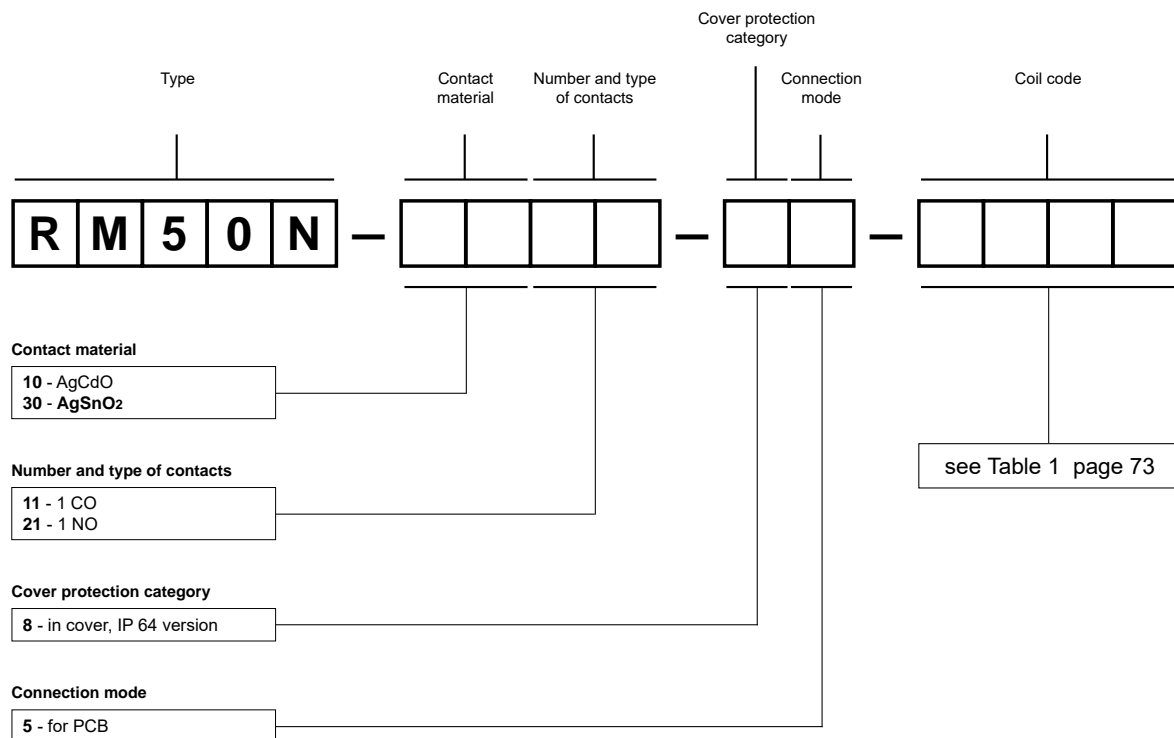 Cover protection
category
Type
Contact
material
Number and type
of contacts
Connection
mode
Coil code
R M 5 0 N – – –
Contact material
10 - AgCdO
30 - AgSnO2
Number and type of contacts
11 - 1 CO
21 - 1 NO
see Table 1 page 73
Cover protection category
8 - in cover, IP 64 version
Connection mode
5 - for PCB